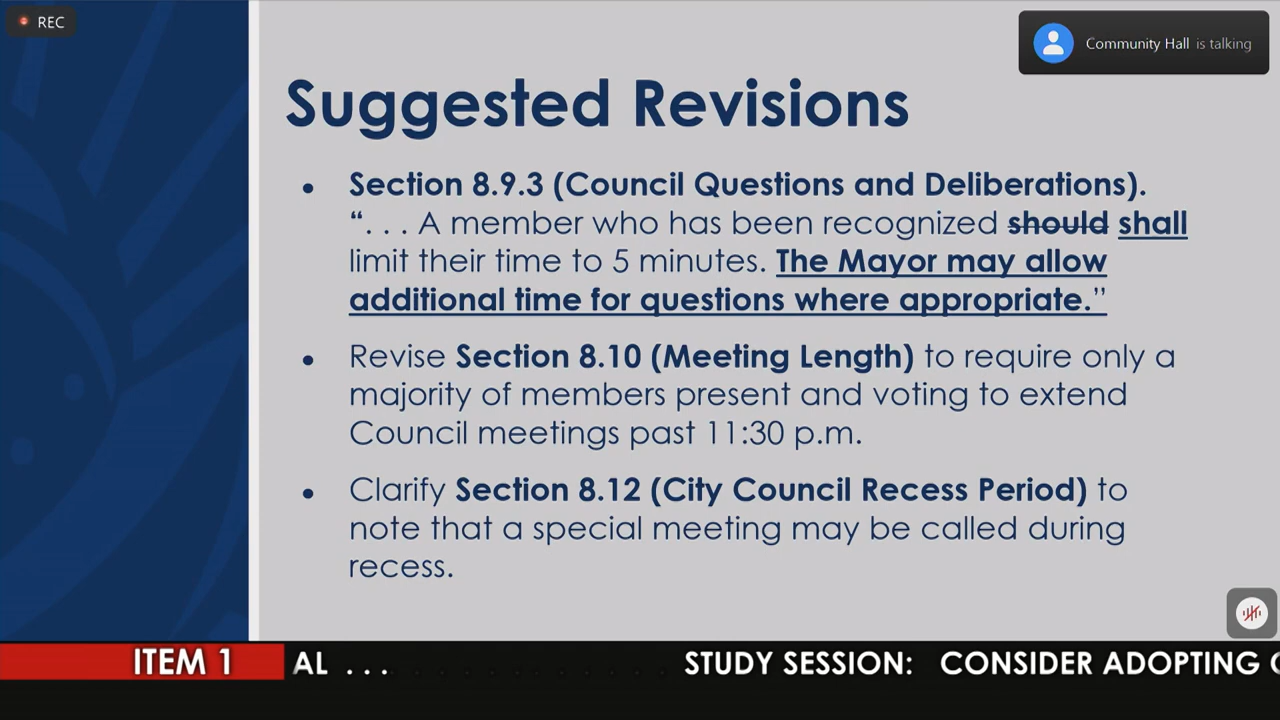 REC
Community Hall is talking
Suggested Revisions
• Section 8.9.3 (Council Questions and Deliberations).
“. . . A member who has been recognized should shall
limit their time to 5 minutes. The Mayor may allow
additional time for questions where appropriate.”
• Revise Section 8.10 (Meeting Length) to require only a
majority of members present and voting to extend
Council meetings past 11:30 p.m.
• Clarify Section 8.12 (City Council Recess Period) to
note that a special meeting may be called during
recess.
ITEM 1 AL . . . STUDY SESSION: CONSIDER ADOPTING